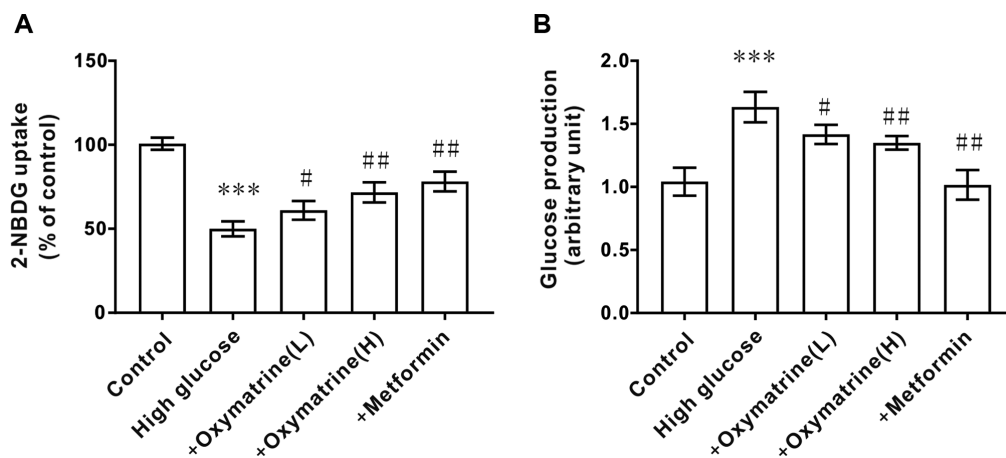 A
2-NBDG uptake
(% of control)
150
100
50
0
***
#
##
##
Control
High glucose
+Oxymatrine(L)
+Oxymatrine(H)
+Metformin
B
Glucose production
(arbitrary unit)
2.0
1.5
1.0
0.5
0.0
***
#
##
##
Control
High glucose
+Oxymatrine(L)
+Oxymatrine(H)
+Metformin